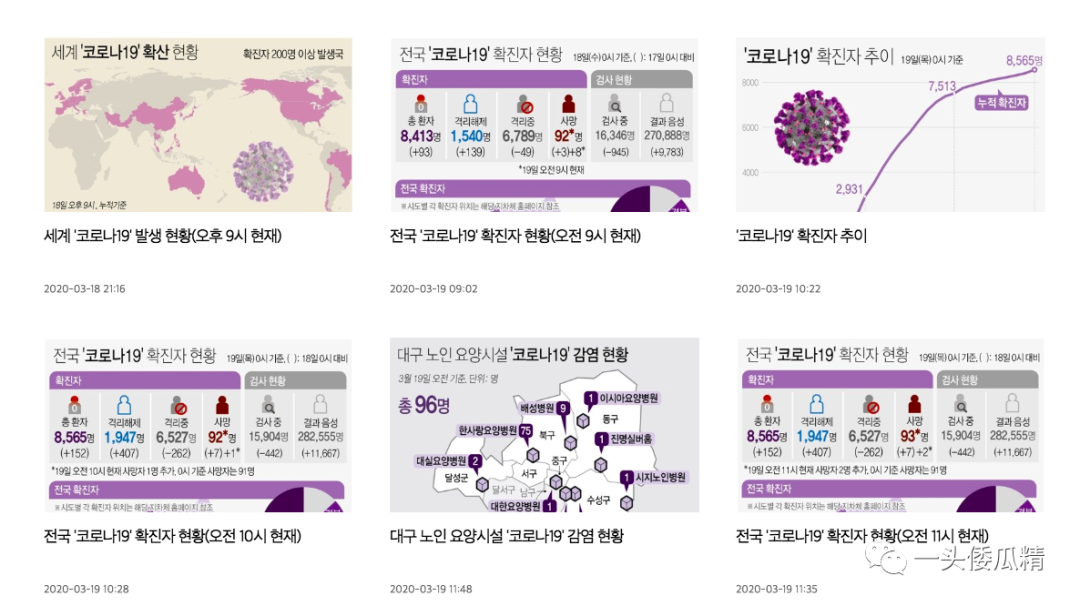 세계 '코로나19' 확산 현황
확진자 200명 이상 발생국
18일 오후 9시, 누적기준
세계 '코로나19' 발생 현황(오후 9시 현재)
2020-03-18 21:16
전국 '코로나19' 확진자 현황 18일(수) 0시 기준, ( ): 17일 0시 대비
확진자 검사 현황
총 환자 격리해제 격리중 사망 검사 중 결과 음성
8,413명 1,540명 6,789명 92*명 16,346명 270,888명
(+93) (+139) (-49) (+3)+8* (-945) (+9,783)
*19일 오전 9시 현재
전국 확진자
※시도별 각 확진자 위치는 해당 지자체 홈페이지 참조
전국 '코로나19' 확진자 현황(오전 9시 현재)
2020-03-19 09:02
'코로나19' 확진자 추이 19일(목) 0시 기준
8,565명
8000
7,513
누적 확진자
6000
4000
2,931
'코로나19' 확진자 추이
2020-03-19 10:22
전국 '코로나19' 확진자 현황 19일(목) 0시 기준, ( ): 18일 0시 대비
확진자 검사 현황
총 환자 격리해제 격리중 사망 검사 중 결과 음성
8,565명 1,947명 6,527명 92*명 15,904명 282,555명
(+152) (+407) (-262) (+7)+1* (-442) (+11,667)
*19일 오전 10시 현재 사망자 1명 추가, 0시 기준 사망자는 91명
전국 확진자
※시도별 각 확진자 위치는 해당 지자체 홈페이지 참조
전국 '코로나19' 확진자 현황(오전 10시 현재)
2020-03-19 10:28
대구 노인 요양시설 '코로나19' 감염 현황
3월 19일 오전 기준, 단위: 명
총 96명
1 이시아요양병원
배성병원 9
동구
한사랑요양병원 75
북구
1 진명실버홈
대실요양병원 2
중구
달성군
서구
1 시지노인병원
달서구
남구
수성구
대한요양병원 1
대구 노인 요양시설 '코로나19' 감염 현황
2020-03-19 11:48
전국 '코로나19' 확진자 현황 19일(목) 0시 기준, ( ): 18일 0시 대비
확진자 검사 현황
총 환자 격리해제 격리중 사망 검사 중 결과 음성
8,565명 1,947명 6,527명 93*명 15,904명 282,555명
(+152) (+407) (-262) (+7)+2* (-442) (+11,667)
*19일 오전 11시 현재 사망자 2명 추가, 0시 기준 사망자는 91명
전국 확진자
※시도별 각 확진자 위치는 해당 지자체 홈페이지 참조
전국 '코로나19' 확진자 현황(오전 11시 현재)
2020-03-19 11:35
一头倭瓜精